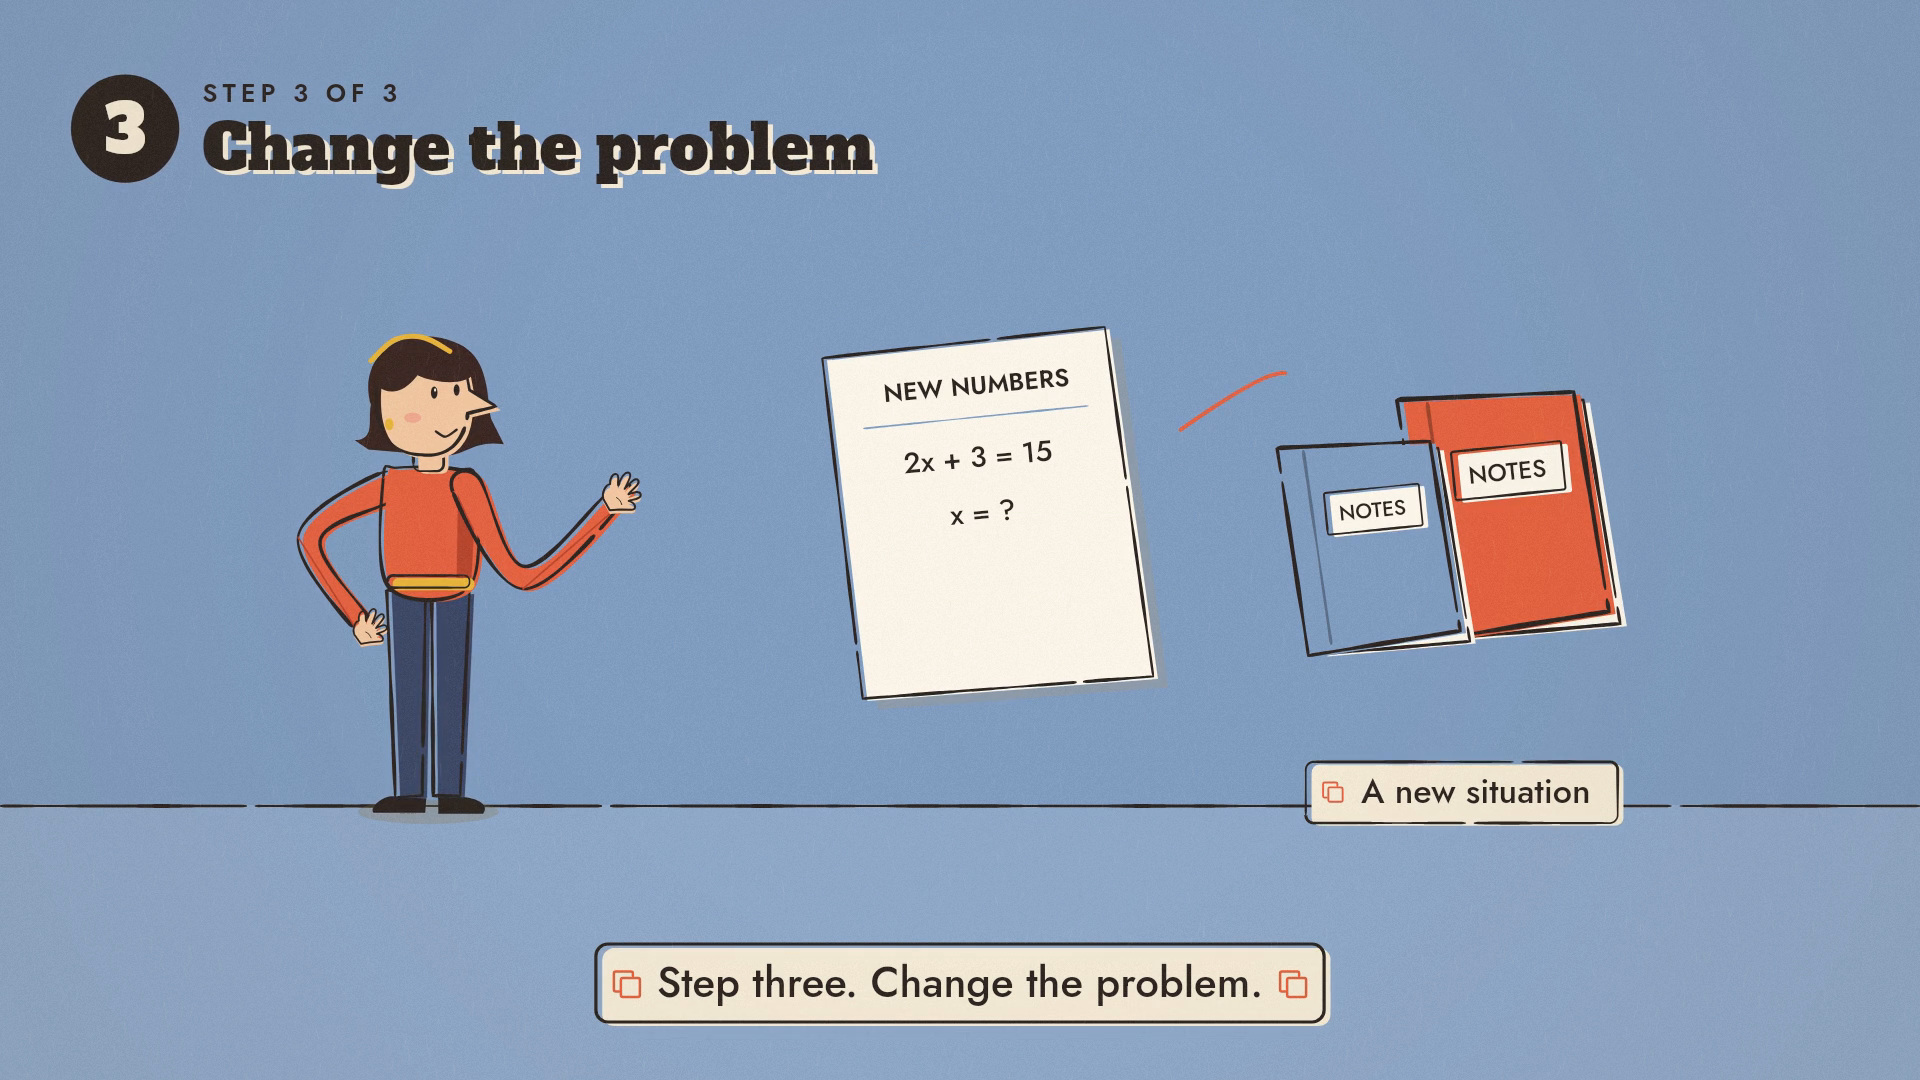 3
STEP 3 OF 3
Change the problem
NEW NUMBERS
2x + 3 = 15
x = ?
NOTES
NOTES
A new situation
Step three. Change the problem.